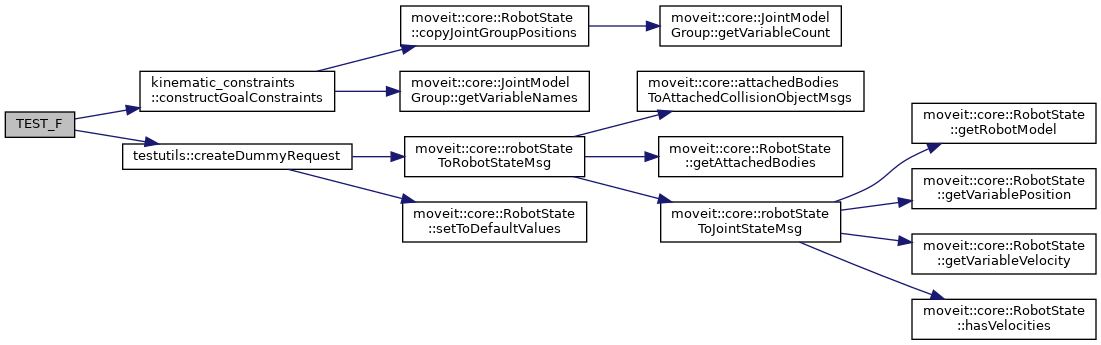 TEST_F
kinematic_constraints
::constructGoalConstraints
testutils::createDummyRequest
moveit::core::RobotState
::copyJointGroupPositions
moveit::core::JointModel
Group::getVariableNames
moveit::core::robotState
ToRobotStateMsg
moveit::core::RobotState
::setToDefaultValues
moveit::core::JointModel
Group::getVariableCount
moveit::core::attachedBodies
ToAttachedCollisionObjectMsgs
moveit::core::RobotState
::getAttachedBodies
moveit::core::robotState
ToJointStateMsg
moveit::core::RobotState
::getRobotModel
moveit::core::RobotState
::getVariablePosition
moveit::core::RobotState
::getVariableVelocity
moveit::core::RobotState
::hasVelocities